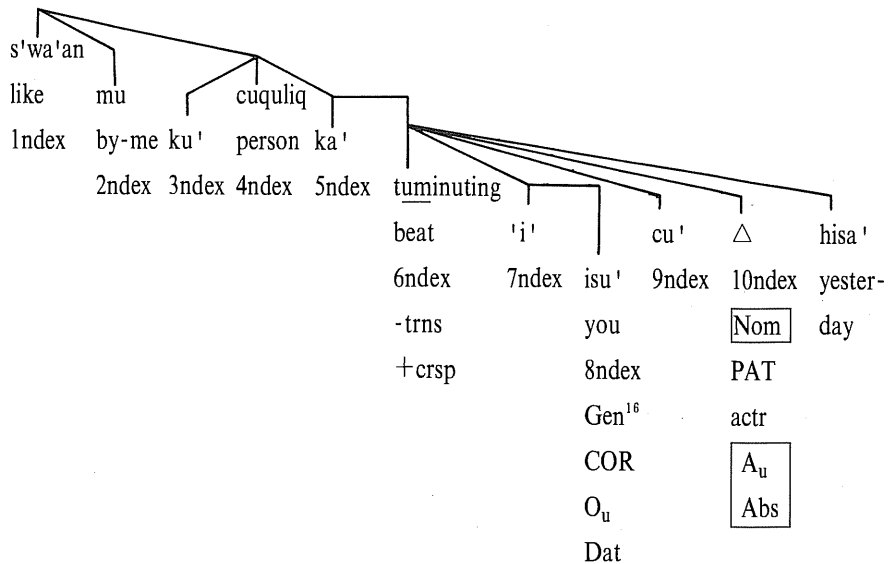 s'wa'an
like mu cuquliq
1ndex by-me ku' person ka'
2ndex 3ndex 4ndex 5ndex tuminuting
beat 'i' cu' △ hisa'
6ndex 7ndex isu' 9ndex 10ndex yester-
-trns you Nom day
+crsp 8ndex PAT
Gen16 actr
COR Au
Ou Abs
Dat